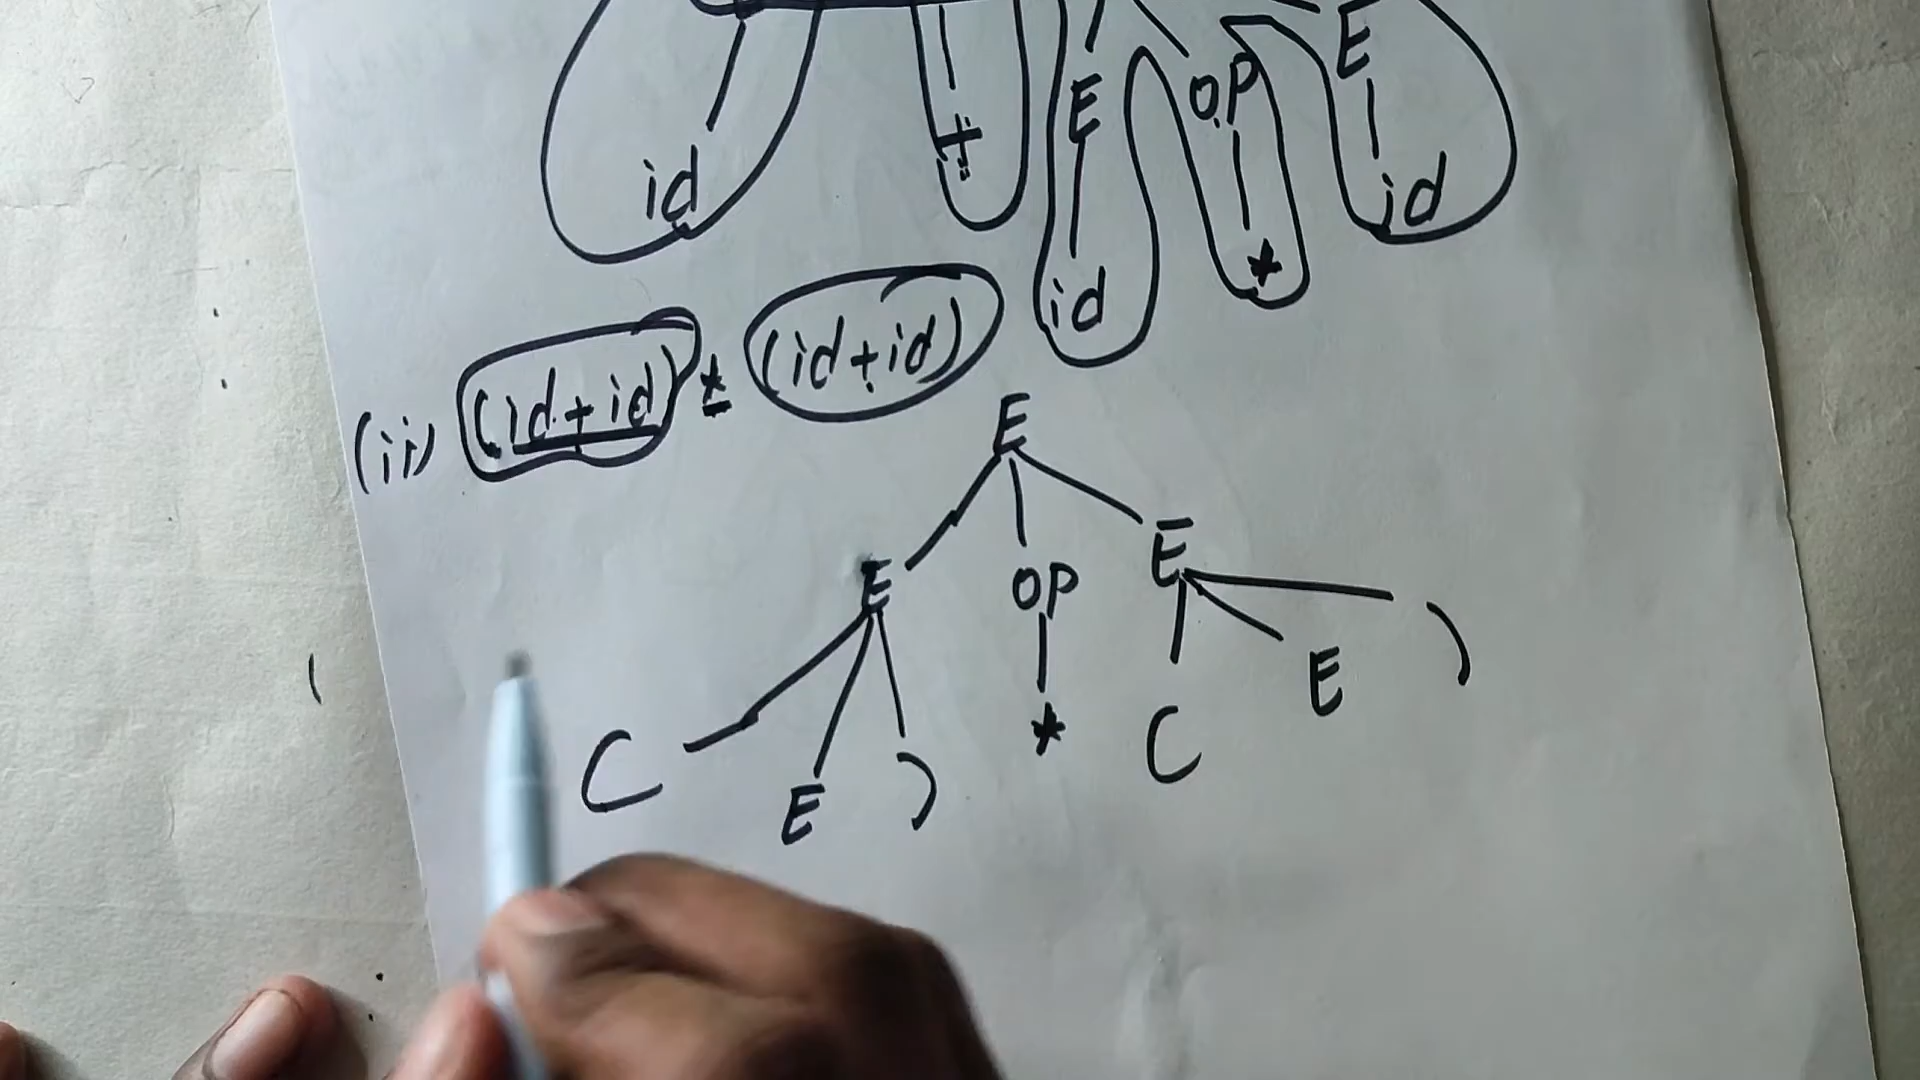 E
E OP
+
id id
id *
(ii) (id+id) * (id+id)
E
E OP E
* ( E )
( E )